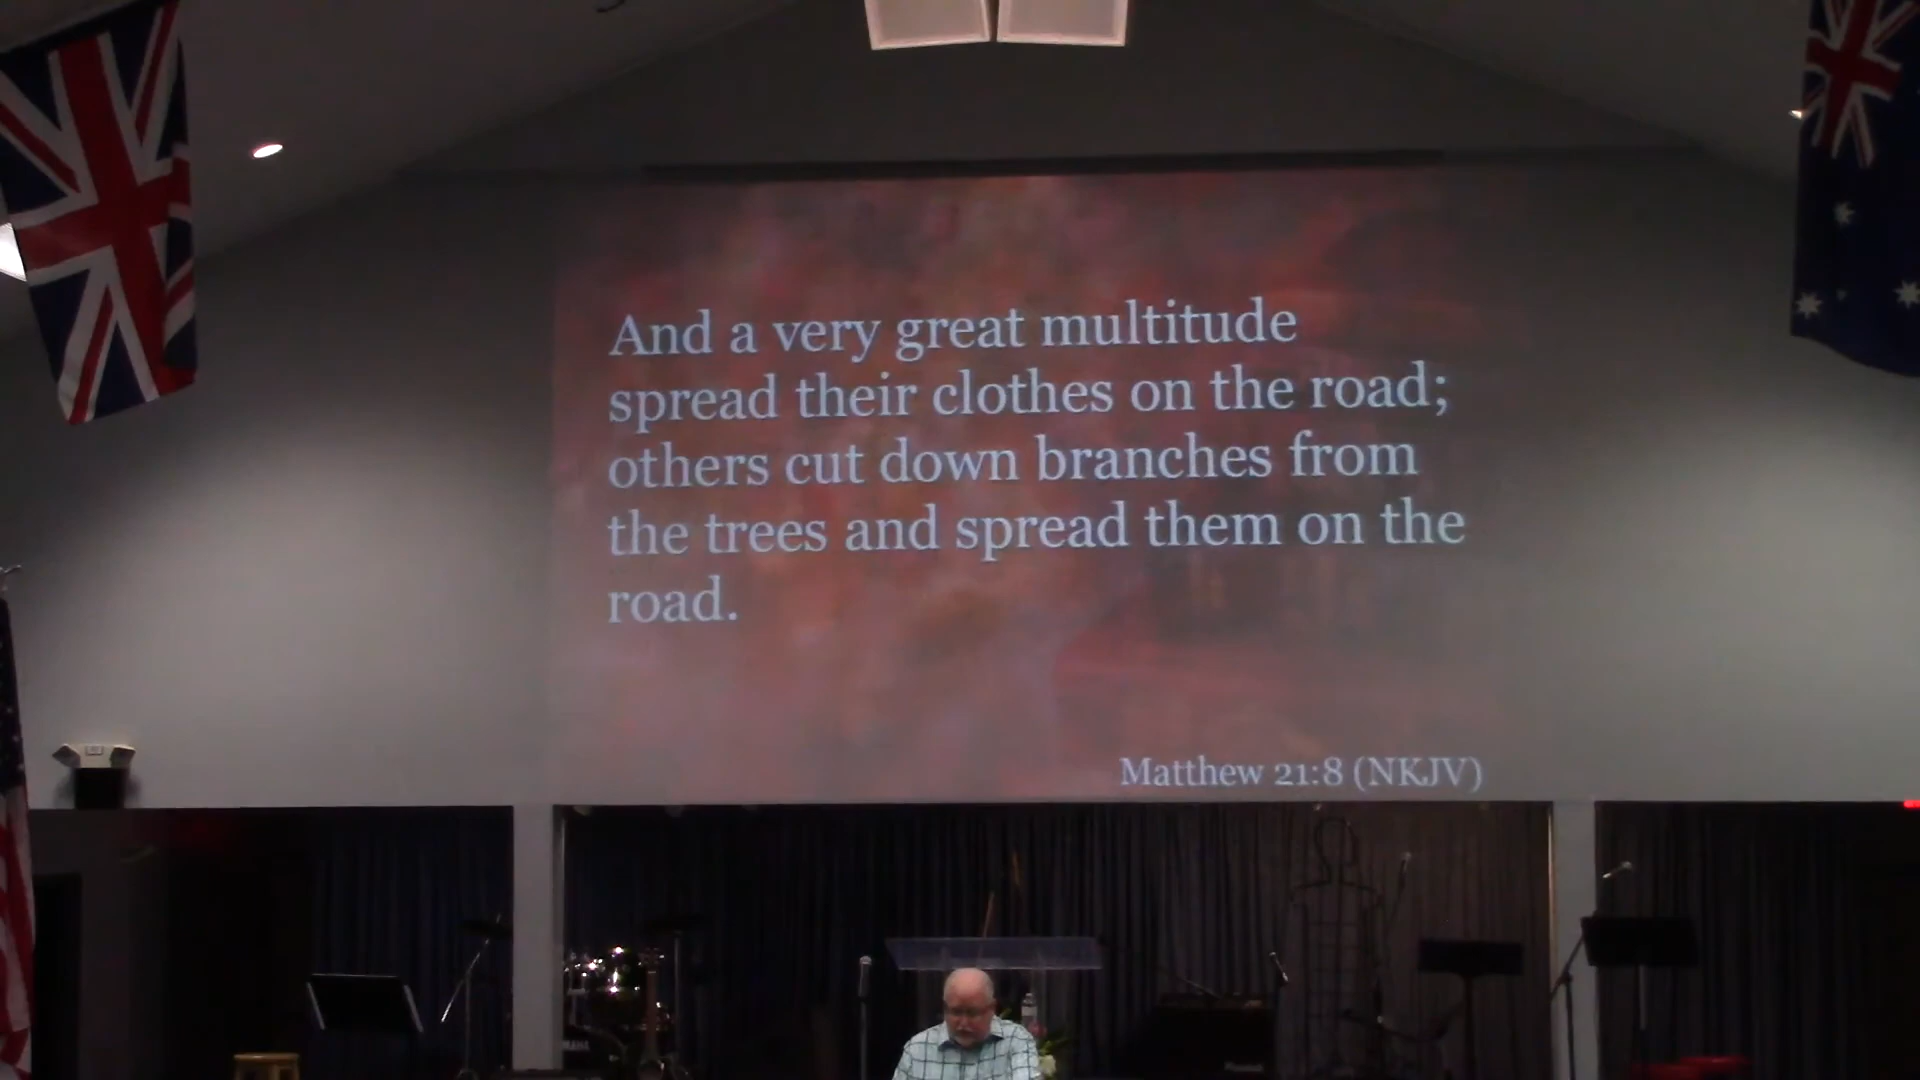 And a very great multitude
spread their clothes on the road;
others cut down branches from
the trees and spread them on the
road.
Matthew 21:8 (NKJV)